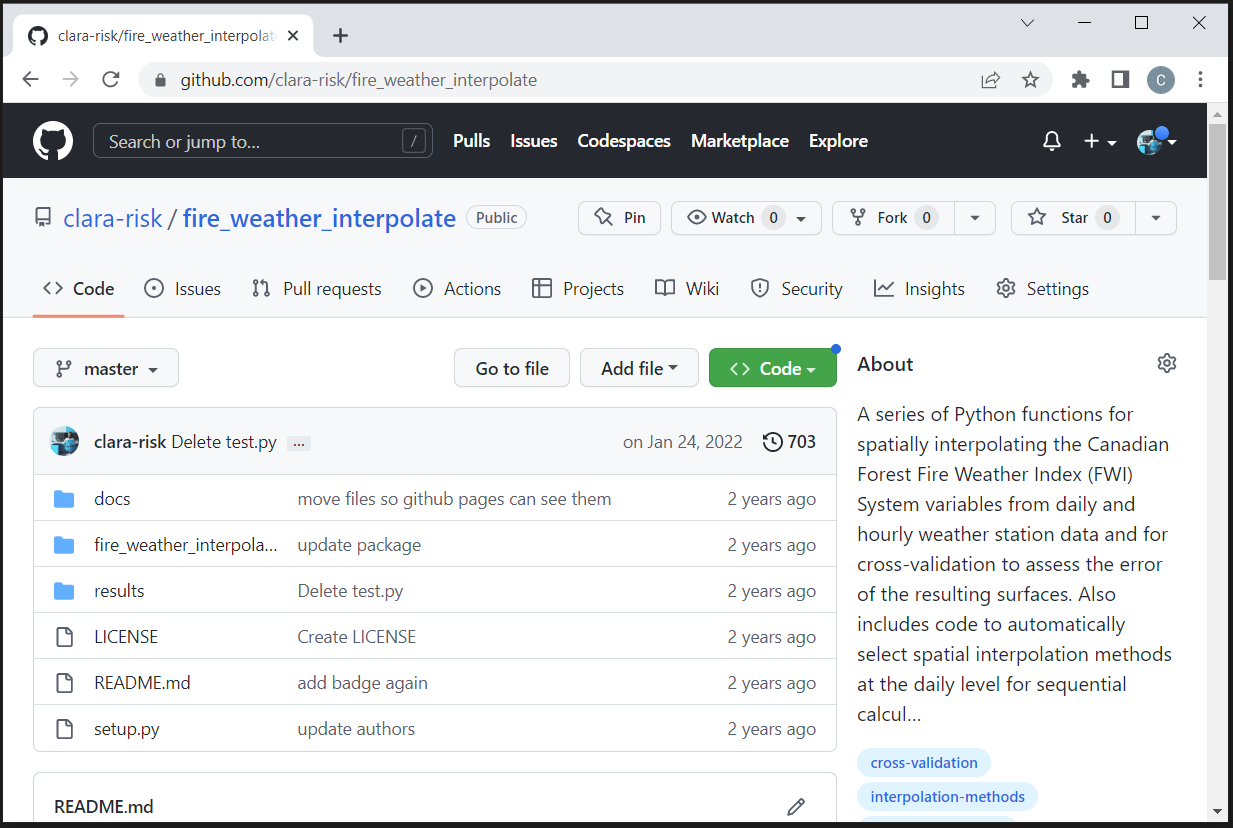 clara-risk/fire_weather_interpolat
github.com/clara-risk/fire_weather_interpolate
C
Search or jump to... /
Pulls Issues Codespaces Marketplace Explore
clara-risk / fire_weather_interpolate Public
Pin Watch 0 Fork 0 Star 0
Code Issues Pull requests Actions Projects Wiki Security Insights Settings
master Go to file Add file Code
clara-risk Delete test.py ... on Jan 24, 2022 703
docs move files so github pages can see them 2 years ago
fire_weather_interpola... update package 2 years ago
results Delete test.py 2 years ago
LICENSE Create LICENSE 2 years ago
README.md add badge again 2 years ago
setup.py update authors 2 years ago
README.md
About
A series of Python functions for
spatially interpolating the Canadian
Forest Fire Weather Index (FWI)
System variables from daily and
hourly weather station data and for
cross-validation to assess the error
of the resulting surfaces. Also
includes code to automatically
select spatial interpolation methods
at the daily level for sequential
calcul...
cross-validation
interpolation-methods